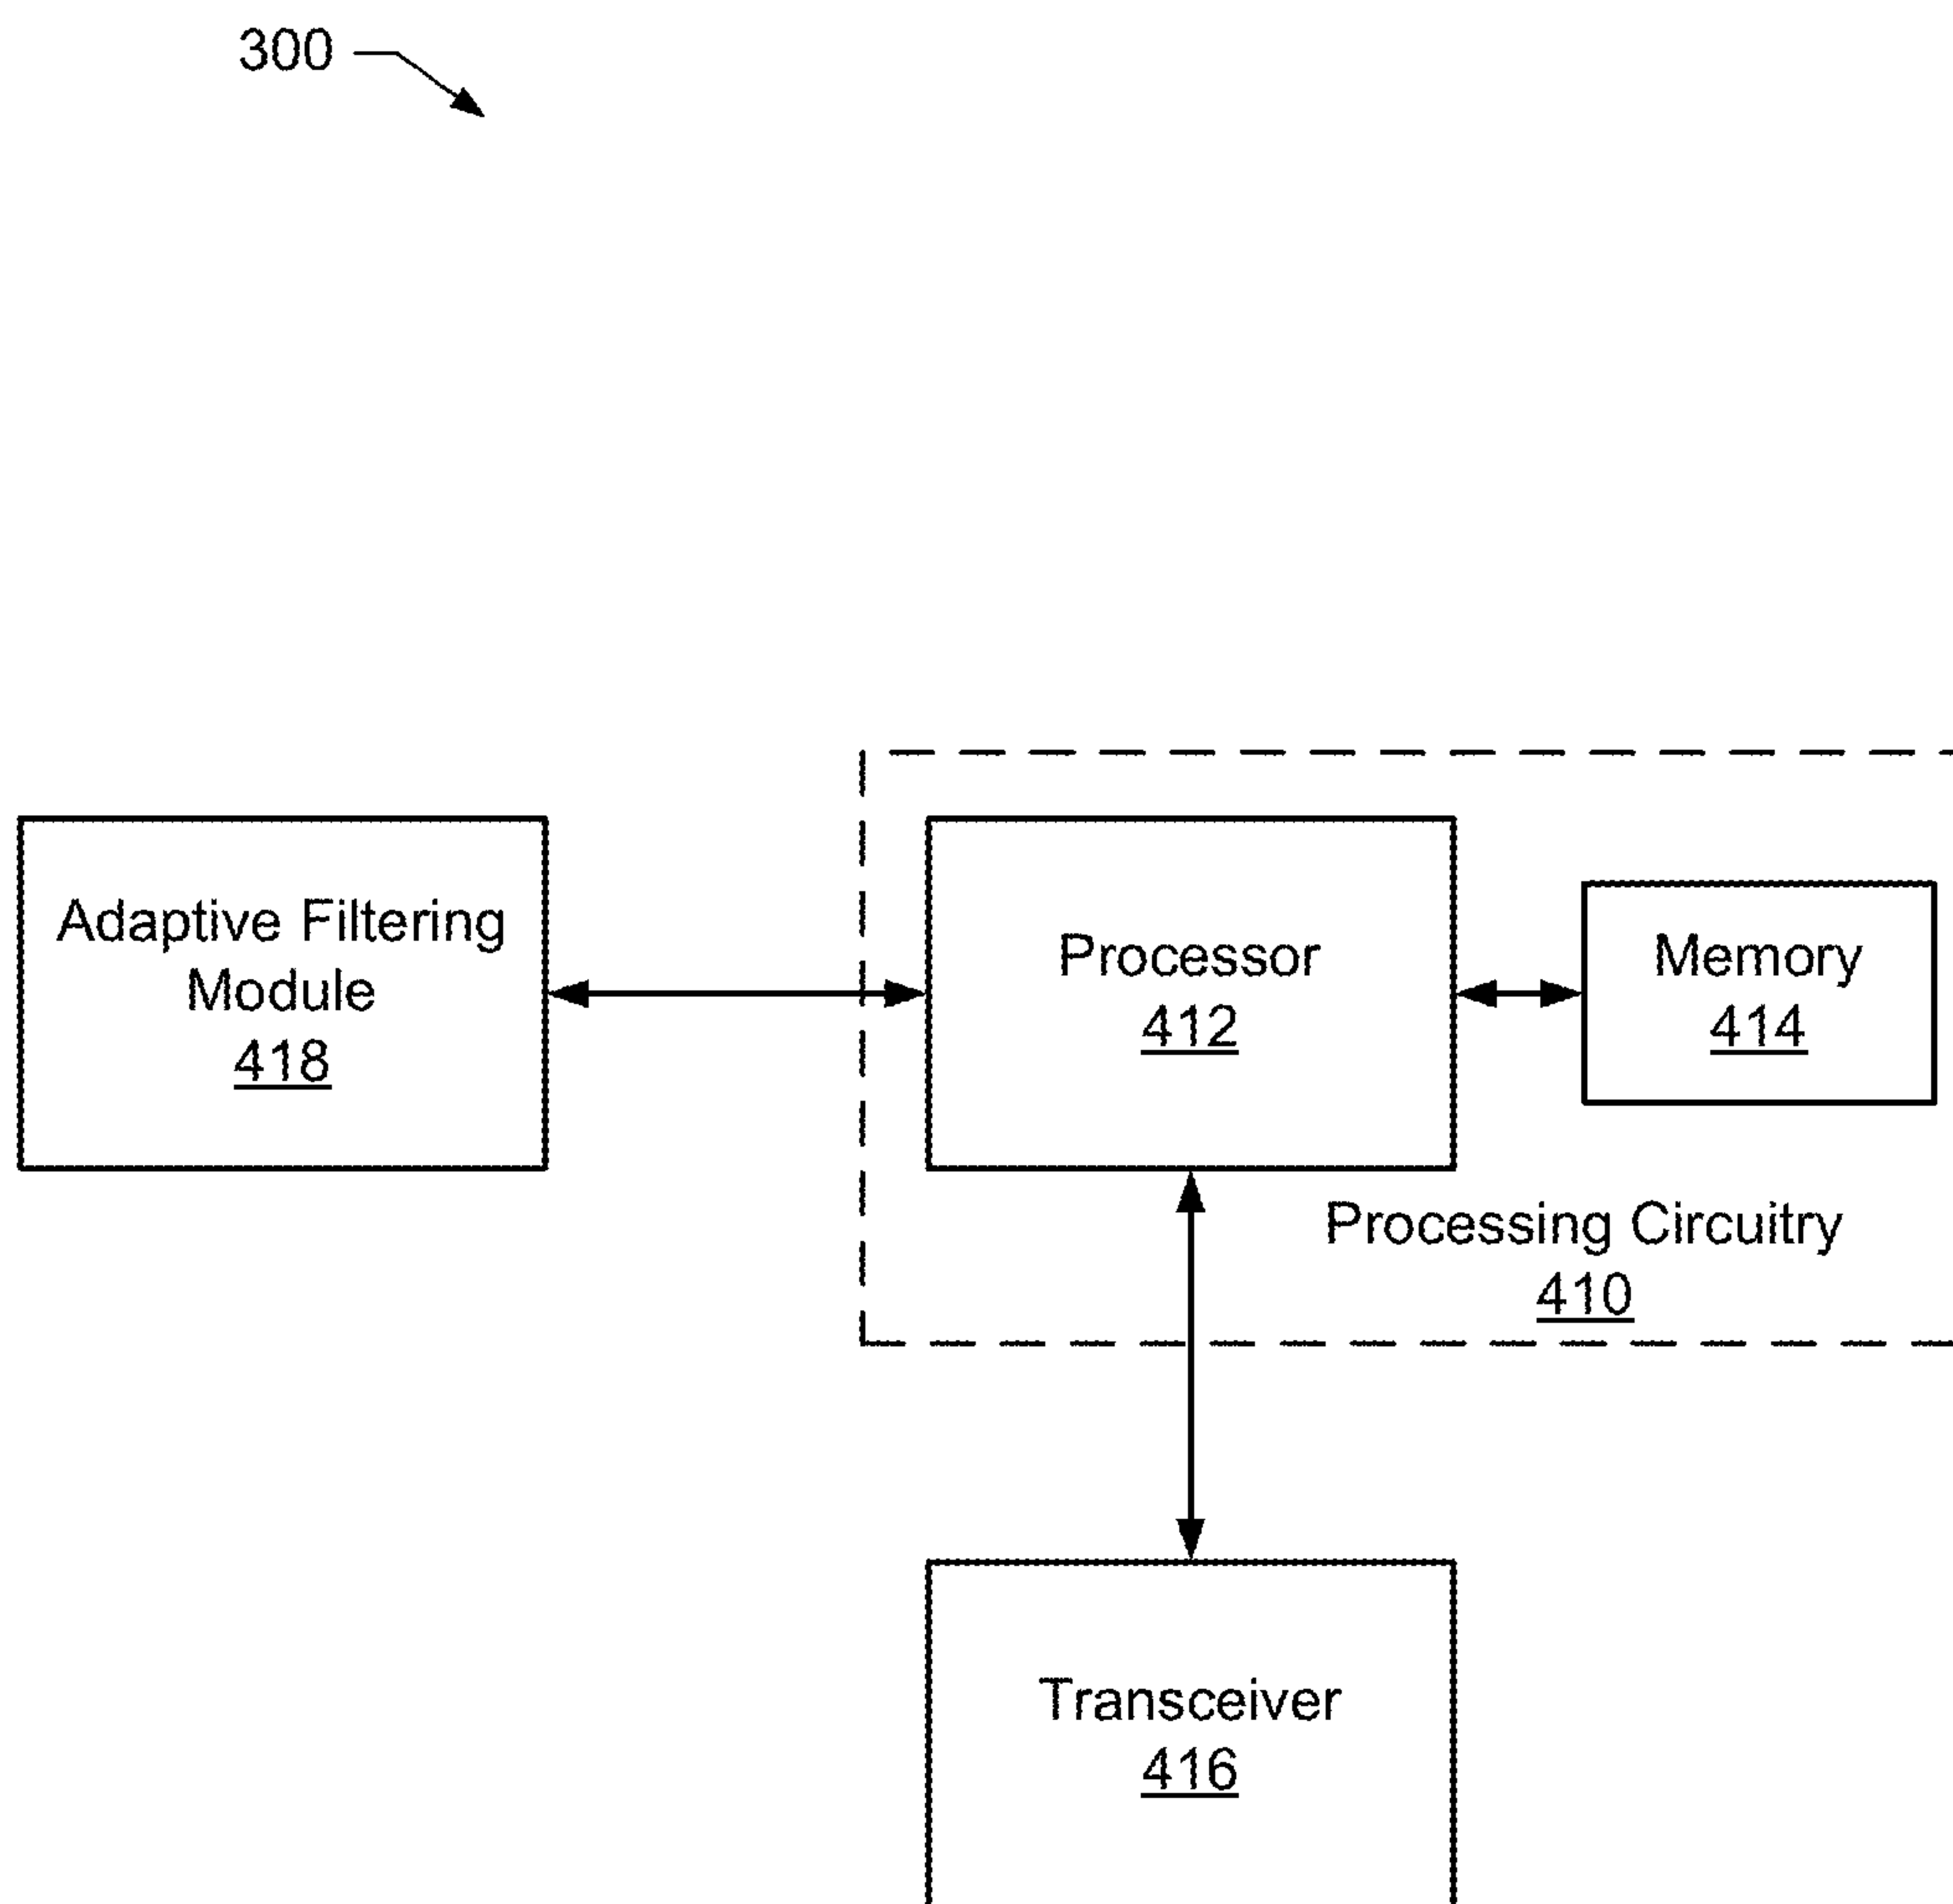 300
Adaptive Filtering
Module
418
Processor
412
Memory
414
Processing Circuitry
410
Transceiver
416